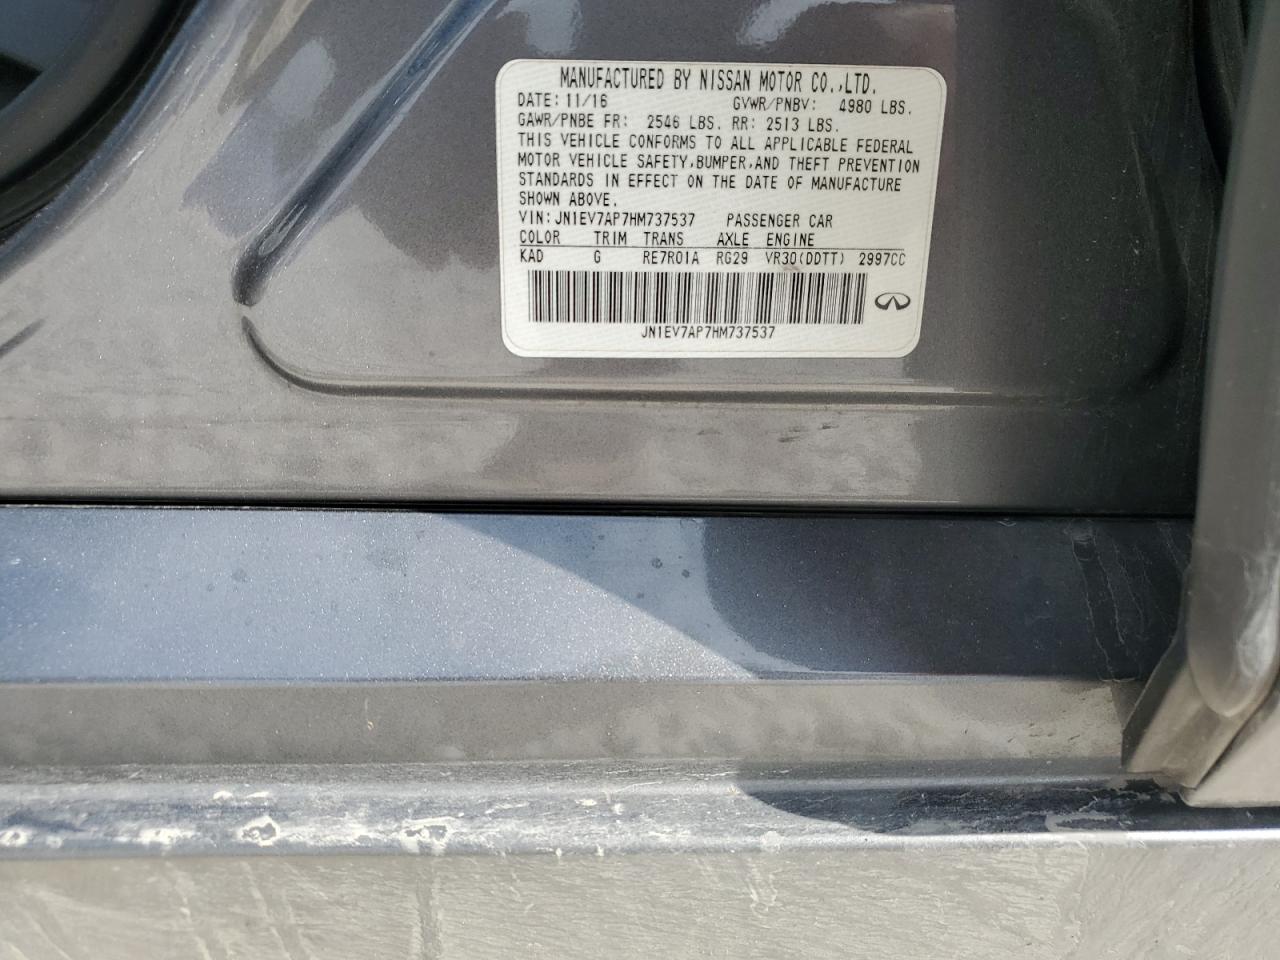 MANUFACTURED BY NISSAN MOTOR CO.,LTD.
DATE: 11/16 GVWR/PNBV: 4980 LBS.
GAWR/PNBE FR: 2546 LBS. RR: 2513 LBS.
THIS VEHICLE CONFORMS TO ALL APPLICABLE FEDERAL
MOTOR VEHICLE SAFETY,BUMPER,AND THEFT PREVENTION
STANDARDS IN EFFECT ON THE DATE OF MANUFACTURE
SHOWN ABOVE.
VIN: JN1EV7AP7HM737537 PASSENGER CAR
COLOR TRIM TRANS AXLE ENGINE
KAD G RE7R01A RG29 VR30(DDTT) 2997CC
JN1EV7AP7HM737537